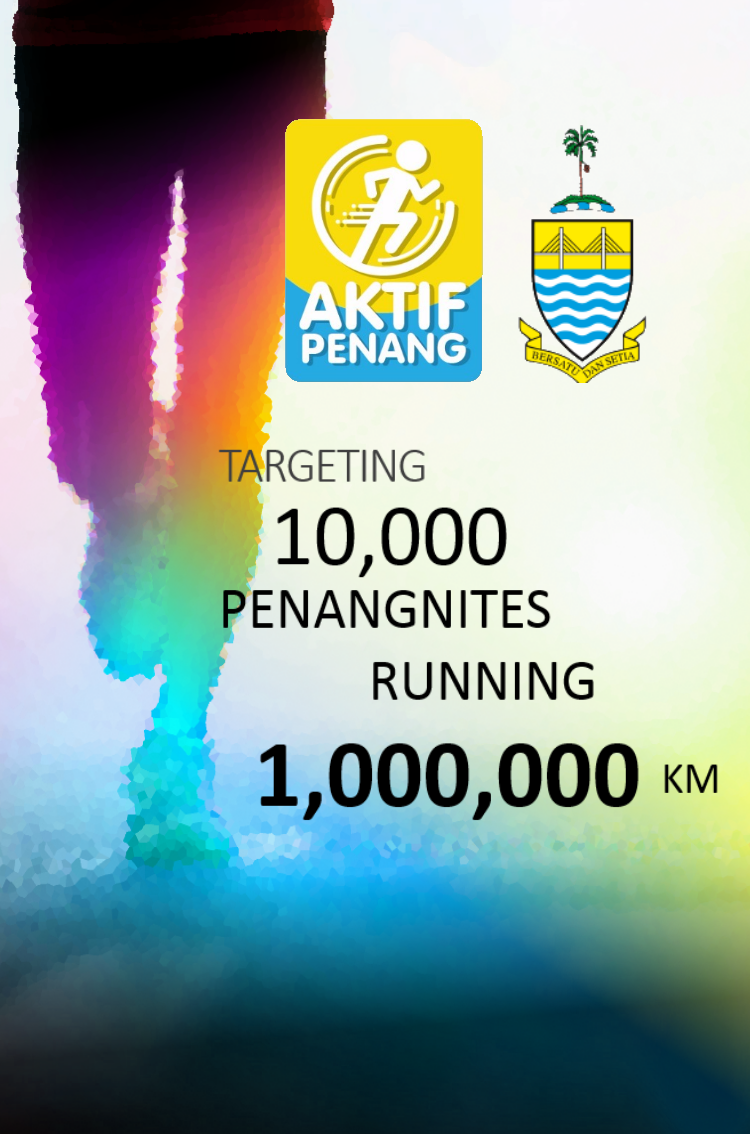 AKTIF
PENANG
BERSATU DAN SETIA
TARGETING
10,000
PENANGNITES
RUNNING
1,000,000 KM